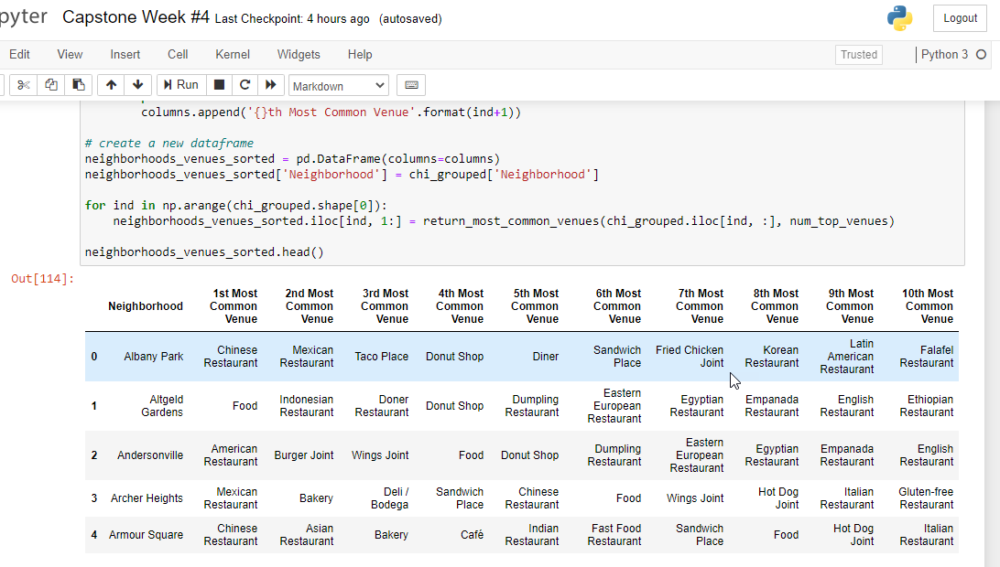 pyter Capstone Week #4 Last Checkpoint: 4 hours ago (autosaved) Logout
Edit View Insert Cell Kernel Widgets Help Trusted Python 3
Run Markdown
columns.append('{}th Most Common Venue'.format(ind+1))
# create a new dataframe
neighborhoods_venues_sorted = pd.DataFrame(columns=columns)
neighborhoods_venues_sorted['Neighborhood'] = chi_grouped['Neighborhood']
for ind in np.arange(chi_grouped.shape[0]):
neighborhoods_venues_sorted.iloc[ind, 1:] = return_most_common_venues(chi_grouped.iloc[ind, :], num_top_venues)
neighborhoods_venues_sorted.head()
Out[114]:
Neighborhood 1st Most Common Venue 2nd Most Common Venue 3rd Most Common Venue 4th Most Common Venue 5th Most Common Venue 6th Most Common Venue 7th Most Common Venue 8th Most Common Venue 9th Most Common Venue 10th Most Common Venue
0 Albany Park Chinese Restaurant Mexican Restaurant Taco Place Donut Shop Diner Sandwich Place Fried Chicken Joint Korean Restaurant Latin American Restaurant Falafel Restaurant
1 Altgeld Gardens Food Indonesian Restaurant Doner Restaurant Donut Shop Dumpling Restaurant Eastern European Restaurant Egyptian Restaurant Empanada Restaurant English Restaurant Ethiopian Restaurant
2 Andersonville American Restaurant Burger Joint Wings Joint Food Donut Shop Dumpling Restaurant Eastern European Restaurant Egyptian Restaurant Empanada Restaurant English Restaurant
3 Archer Heights Mexican Restaurant Bakery Deli / Bodega Sandwich Place Chinese Restaurant Food Wings Joint Hot Dog Joint Italian Restaurant Gluten-free Restaurant
4 Armour Square Chinese Restaurant Asian Restaurant Bakery Café Indian Restaurant Fast Food Restaurant Sandwich Place Food Hot Dog Joint Italian Restaurant